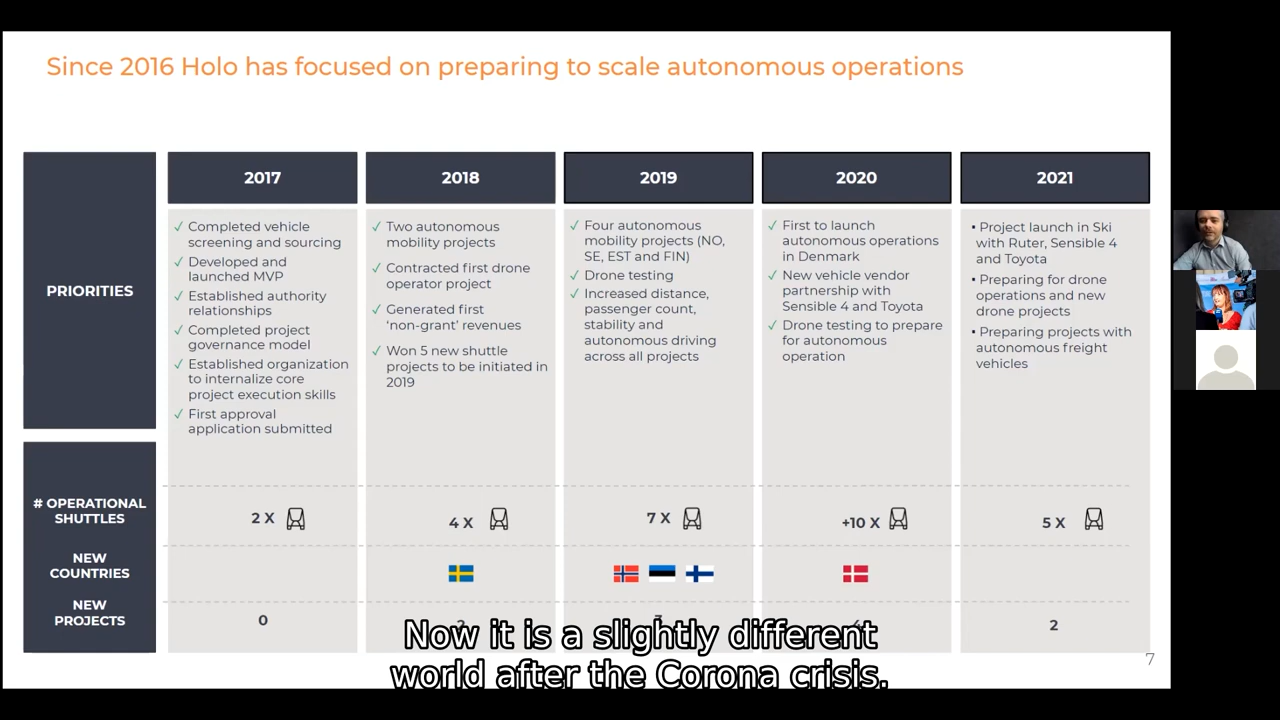 Since 2016 Holo has focused on preparing to scale autonomous operations
PRIORITIES
2017
✓ Completed vehicle
screening and sourcing
✓ Developed and
launched MVP
✓ Established authority
relationships
✓ Completed project
governance model
✓ Established organization
to internalize core
project execution skills
✓ First approval
application submitted
2018
✓ Two autonomous
mobility projects
✓ Contracted first drone
operator project
✓ Generated first
‘non-grant’ revenues
✓ Won 5 new shuttle
projects to be initiated in
2019
2019
✓ Four autonomous
mobility projects (NO,
SE, EST and FIN)
✓ Drone testing
✓ Increased distance,
passenger count,
stability and
autonomous driving
across all projects
2020
✓ First to launch
autonomous operations
in Denmark
✓ New vehicle vendor
partnership with
Sensible 4 and Toyota
✓ Drone testing to prepare
for autonomous
operation
2021
▪ Project launch in Ski
with Ruter, Sensible 4
and Toyota
▪ Preparing for drone
operations and new
drone projects
▪ Preparing projects with
autonomous freight
vehicles
# OPERATIONAL
SHUTTLES
2 X
4 X
7 X
+10 X
5 X
NEW
COUNTRIES
NEW
PROJECTS
0
2
7
Now it is a slightly different
world after the Corona crisis.